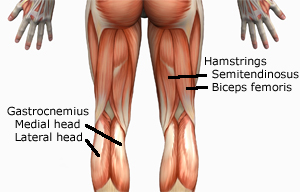 Hamstrings
Semitendinosus
Biceps femoris
Gastrocnemius
Medial head
Lateral head